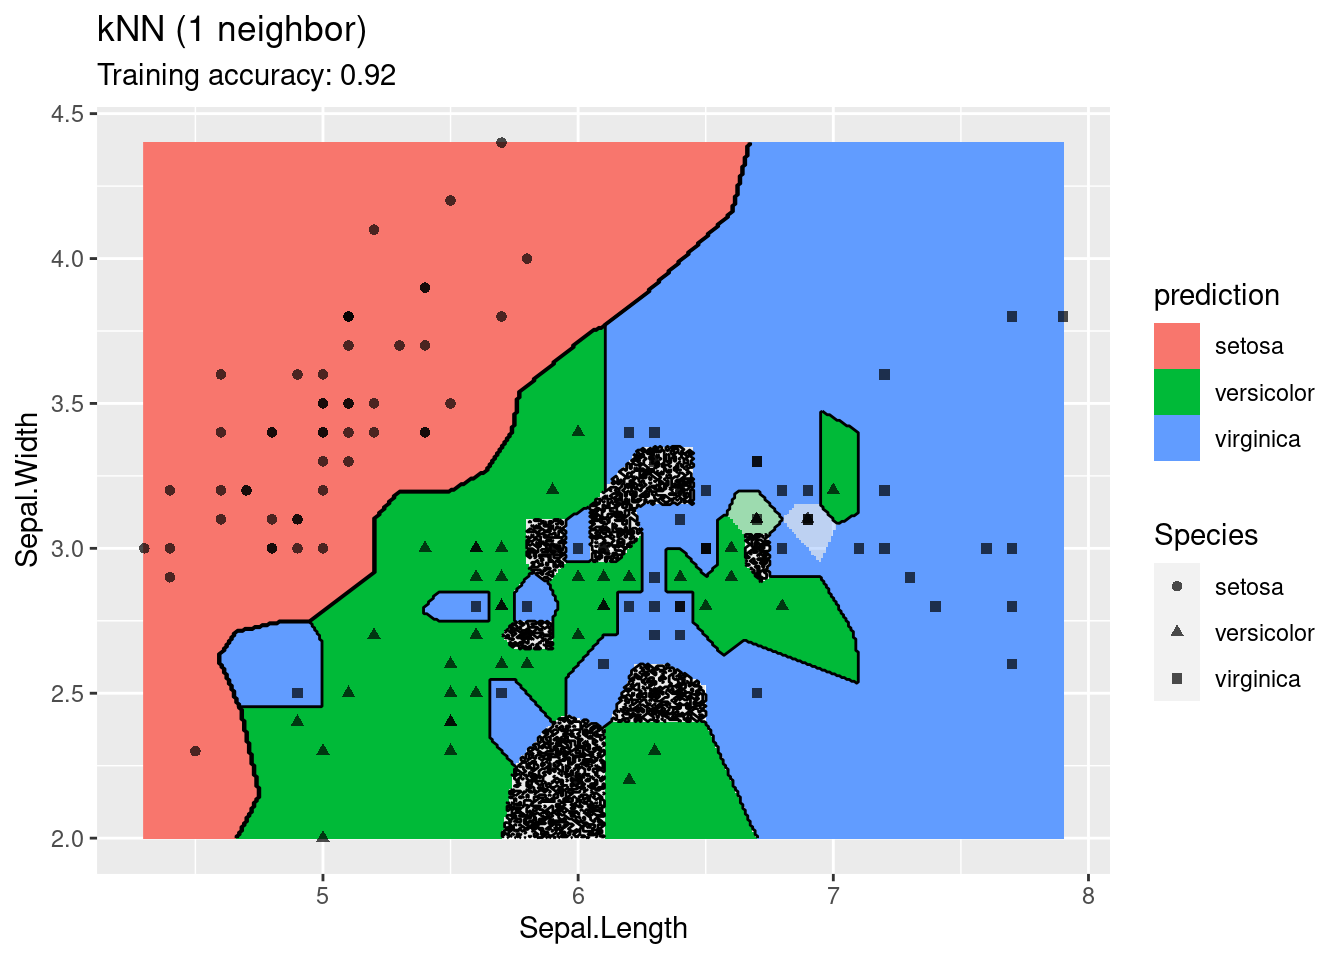 kNN (1 neighbor)
Training accuracy: 0.92
4.5
4.0
3.5
3.0
2.5
2.0
Sepal.Width
5
6
7
8
Sepal.Length
prediction
setosa
versicolor
virginica
Species
setosa
versicolor
virginica